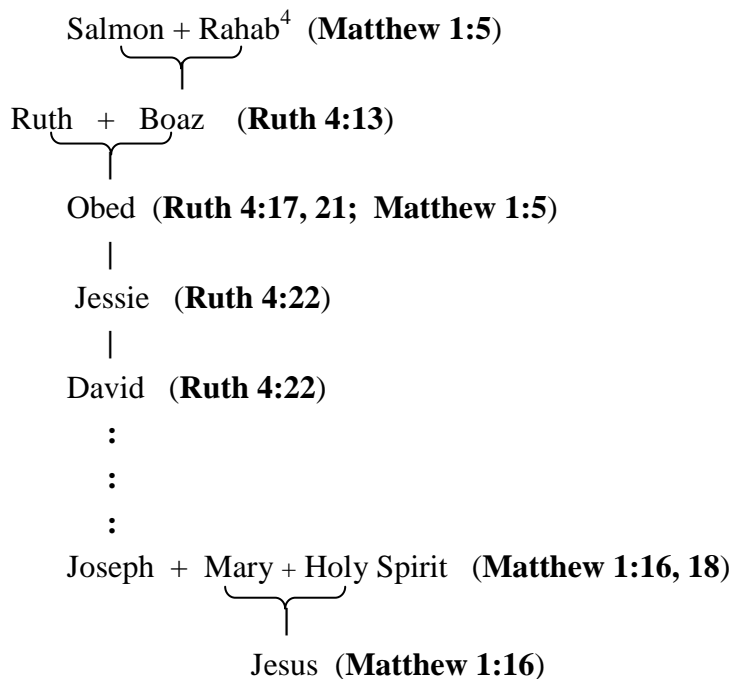 Salmon + Rahab⁴ (Matthew 1:5)
Ruth + Boaz (Ruth 4:13)
Obed (Ruth 4:17, 21; Matthew 1:5)
|
Jessie (Ruth 4:22)
|
David (Ruth 4:22)
:
:
:
Joseph + Mary + Holy Spirit (Matthew 1:16, 18)
Jesus (Matthew 1:16)